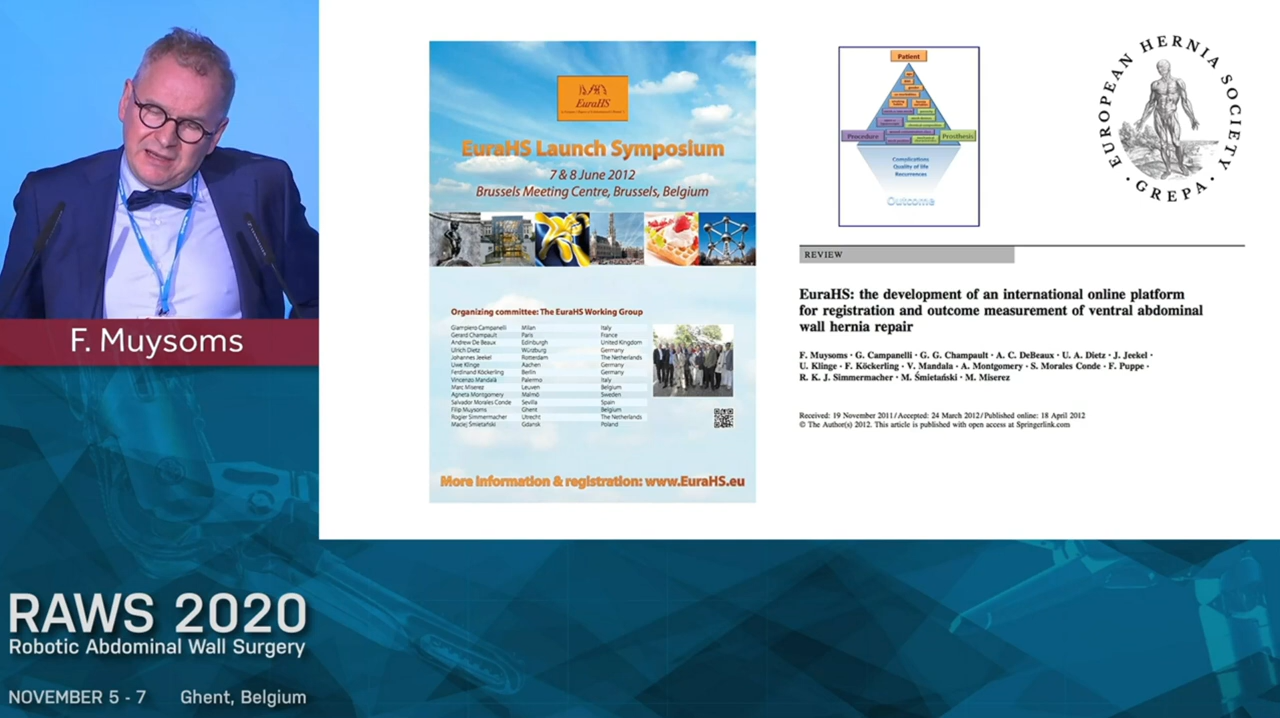 F. Muysoms
RAWS 2020
Robotic Abdominal Wall Surgery
NOVEMBER 5 - 7 Ghent, Belgium
EuraHS
EuraHS Launch Symposium
7 & 8 June 2012
Brussels Meeting Centre, Brussels, Belgium
Organizing committee: The EuraHS Working Group
Giampiero Campanelli Milan Italy
Gerard Champault Paris France
Andrew De Beaux Edinburgh United Kingdom
Ulrich Dietz Würzburg Germany
Johannes Jeekel Rotterdam The Netherlands
Uwe Klinge Aachen Germany
Ferdinand Köckerling Berlin Germany
Vincenzo Mandalà Palermo Italy
Marc Miserez Leuven Belgium
Agneta Montgomery Malmö Sweden
Salvador Morales Conde Sevilla Spain
Filip Muysoms Ghent Belgium
Rogier Simmermacher Utrecht The Netherlands
Maciej Śmietański Gdansk Poland
More information & registration: www.EuraHS.eu
Patient
Procedure
Prosthesis
Complications
Quality of life
Recurrences
Outcome
EUROPEAN HERNIA SOCIETY
· GREPA ·
REVIEW
EuraHS: the development of an international online platform
for registration and outcome measurement of ventral abdominal
wall hernia repair
F. Muysoms · G. Campanelli · G. G. Champault · A. C. DeBeaux · U. A. Dietz · J. Jeekel ·
U. Klinge · F. Köckerling · V. Mandala · A. Montgomery · S. Morales Conde · F. Puppe ·
R. K. J. Simmermacher · M. Śmietański · M. Miserez
Received: 19 November 2011 / Accepted: 24 March 2012 / Published online: 18 April 2012
© The Author(s) 2012. This article is published with open access at Springerlink.com